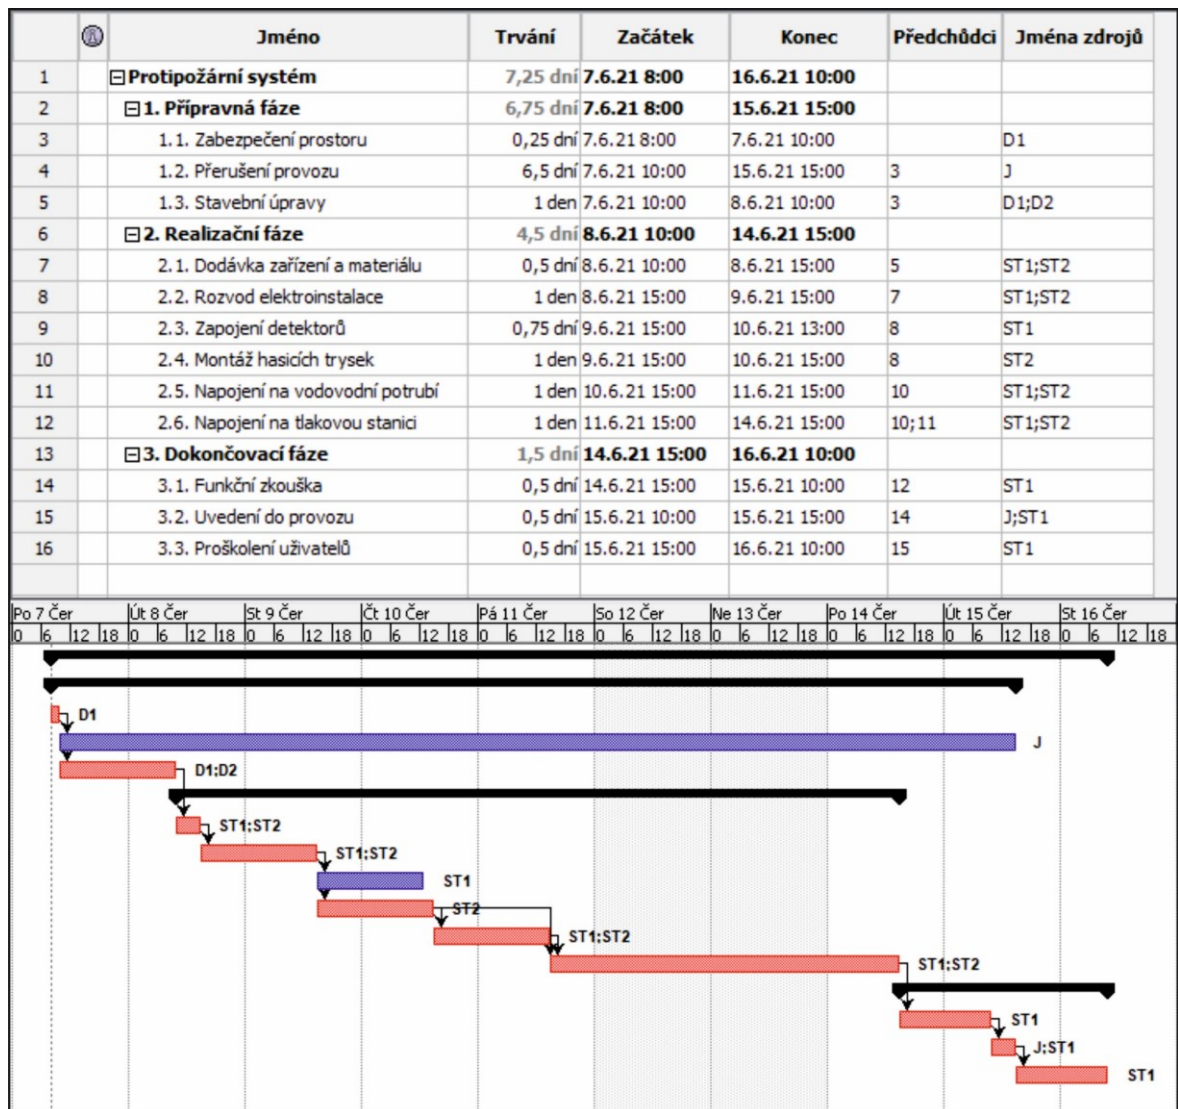 Jméno Trvání Začátek Konec Předchůdci Jména zdrojů
1 Protipožární systém 7,25 dní 7.6.21 8:00 16.6.21 10:00
2 1. Přípravná fáze 6,75 dní 7.6.21 8:00 15.6.21 15:00
3 1.1. Zabezpečení prostoru 0,25 dní 7.6.21 8:00 7.6.21 10:00 D1
4 1.2. Přerušení provozu 6,5 dní 7.6.21 10:00 15.6.21 15:00 3 J
5 1.3. Stavební úpravy 1 den 7.6.21 10:00 8.6.21 10:00 3 D1;D2
6 2. Realizační fáze 4,5 dní 8.6.21 10:00 14.6.21 15:00
7 2.1. Dodávka zařízení a materiálu 0,5 dní 8.6.21 10:00 8.6.21 15:00 5 ST1;ST2
8 2.2. Rozvod elektroinstalace 1 den 8.6.21 15:00 9.6.21 15:00 7 ST1;ST2
9 2.3. Zapojení detektorů 0,75 dní 9.6.21 15:00 10.6.21 13:00 8 ST1
10 2.4. Montáž hasicích trysek 1 den 9.6.21 15:00 10.6.21 15:00 8 ST2
11 2.5. Napojení na vodovodní potrubí 1 den 10.6.21 15:00 11.6.21 15:00 10 ST1;ST2
12 2.6. Napojení na tlakovou stanici 1 den 11.6.21 15:00 14.6.21 15:00 10;11 ST1;ST2
13 3. Dokončovací fáze 1,5 dní 14.6.21 15:00 16.6.21 10:00
14 3.1. Funkční zkouška 0,5 dní 14.6.21 15:00 15.6.21 10:00 12 ST1
15 3.2. Uvedení do provozu 0,5 dní 15.6.21 10:00 15.6.21 15:00 14 J;ST1
16 3.3. Proškolení uživatelů 0,5 dní 15.6.21 15:00 16.6.21 10:00 15 ST1
Po 7 Čer Út 8 Čer St 9 Čer Čt 10 Čer Pá 11 Čer So 12 Čer Ne 13 Čer Po 14 Čer Út 15 Čer St 16 Čer
0 6 12 18 0 6 12 18 0 6 12 18 0 6 12 18 0 6 12 18 0 6 12 18 0 6 12 18 0 6 12 18 0 6 12 18 0 6 12 18
D1
J
D1;D2
ST1;ST2
ST1;ST2
ST1
ST2
ST1;ST2
ST1;ST2
ST1
J;ST1
ST1